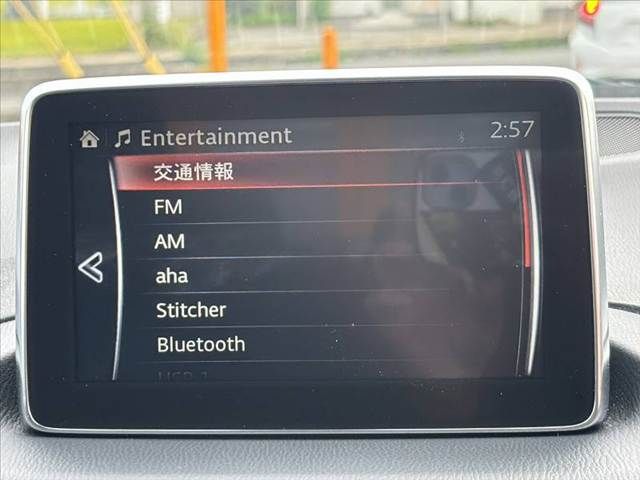 Entertainment 2:57
交通情報
FM
AM
aha
Stitcher
Bluetooth